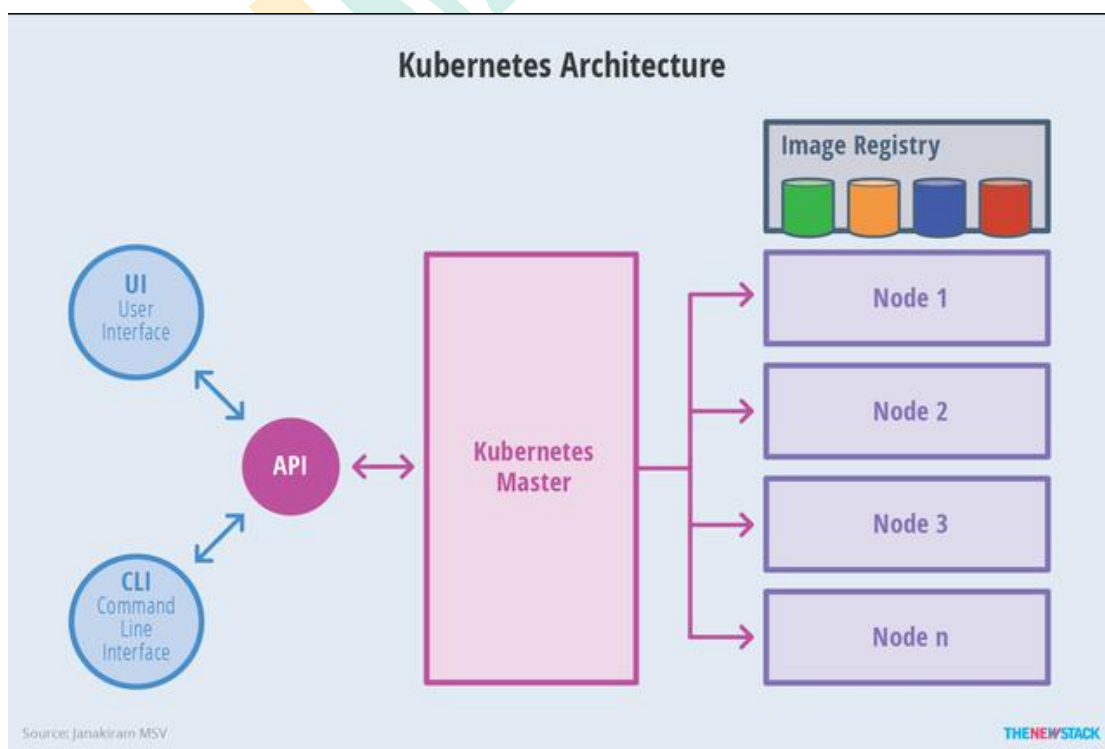 Kubernetes Architecture
Image Registry
UI
User
Interface
API
CLI
Command
Line
Interface
Kubernetes
Master
Node 1
Node 2
Node 3
Node n
Source: Janakiram MSV
THENEWSTACK